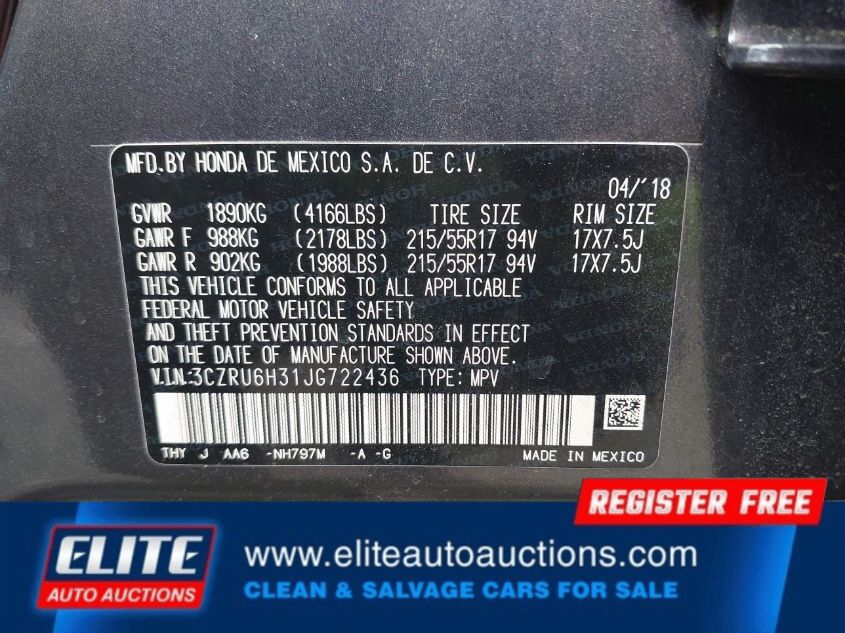 MFD.BY HONDA DE MEXICO S.A. DE C.V.
04/'18
GVWR 1890KG (4166LBS) TIRE SIZE RIM SIZE
GAWR F 988KG (2178LBS) 215/55R17 94V 17X7.5J
GAWR R 902KG (1988LBS) 215/55R17 94V 17X7.5J
THIS VEHICLE CONFORMS TO ALL APPLICABLE
FEDERAL MOTOR VEHICLE SAFETY
AND THEFT PREVENTION STANDARDS IN EFFECT
ON THE DATE OF MANUFACTURE SHOWN ABOVE.
V.I.N:3CZRU6H31JG722436 TYPE: MPV
THY J AA6 -NH797M -A -G MADE IN MEXICO
REGISTER FREE
ELITE
AUTO AUCTIONS
www.eliteautoauctions.com
CLEAN & SALVAGE CARS FOR SALE